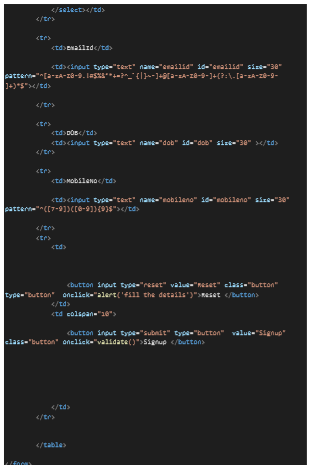 </select></td>
</tr>
<tr>
<td>EmailId</td>
<td><input type="text" name="emailid" id="emailid" size="30"
pattern="^[a-zA-Z0-9.!#$%&'*+=?^_`{|}~-]+@[a-zA-Z0-9-]+(?:\.[a-zA-Z0-9-
]+)*$"></td>
</tr>
<tr>
<td>DOB</td>
<td><input type="text" name="dob" id="dob" size="30" ></td>
</tr>
<tr>
<td>MobileNo</td>
<td><input type="text" name="mobileno" id="mobileno" size="30"
pattern="^([7-9])([0-9]){9}$"></td>
</tr>
<tr>
<td>
<button input type="reset" value="Reset" class="button"
type="button" onclick="alert('fill the details')">Reset </button>
</td>
<td colspan="10">
<button input type="submit" type="button" value="Signup"
class="button" onclick="validate()">Signup </button>
</td>
</tr>
</table>
</form>